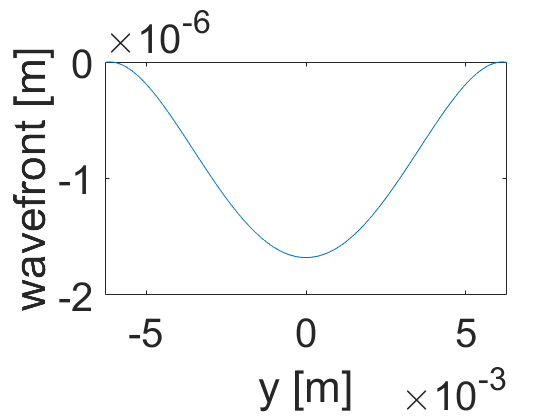 ×10⁻⁶
0
-1
-2
wavefront [m]
-5 0 5
y [m] ×10⁻³